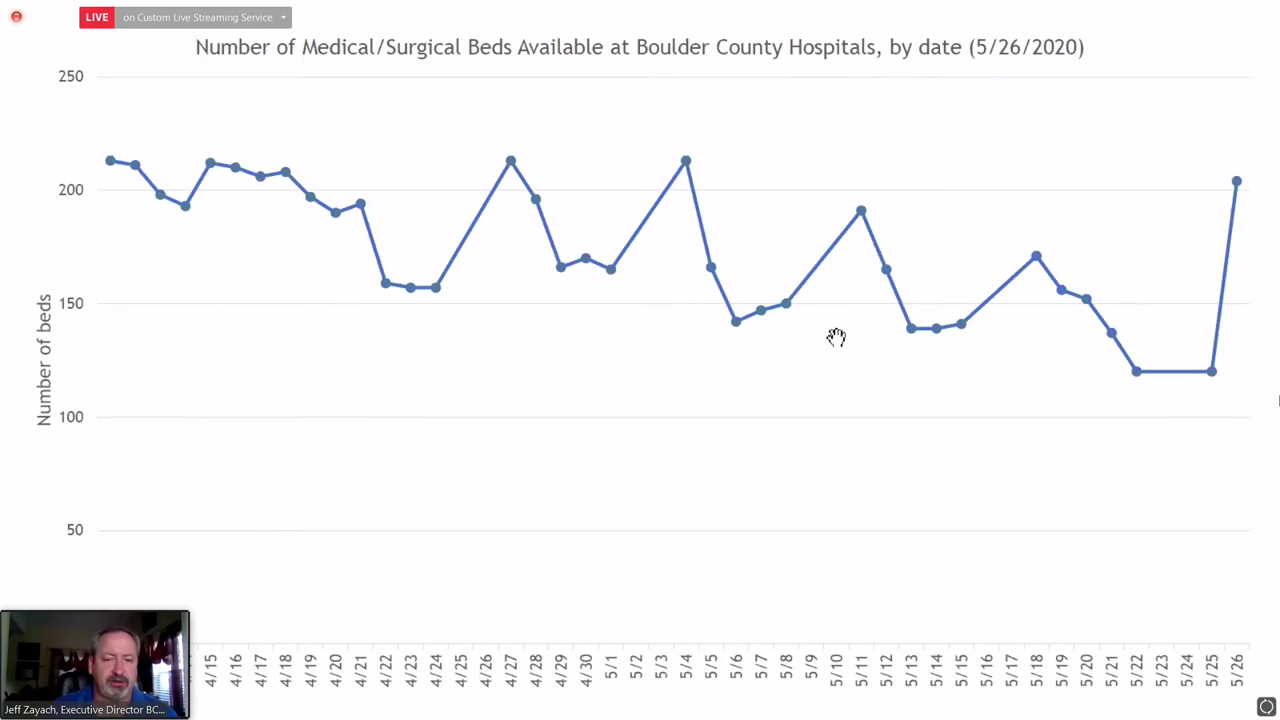 LIVE on Custom Live Streaming Service
Number of Medical/Surgical Beds Available at Boulder County Hospitals, by date (5/26/2020)
250
200
150
100
50
Number of beds
4/15 4/16 4/17 4/18 4/19 4/20 4/21 4/22 4/23 4/24 4/25 4/26 4/27 4/28 4/29 4/30 5/1 5/2 5/3 5/4 5/5 5/6 5/7 5/8 5/9 5/10 5/11 5/12 5/13 5/14 5/15 5/16 5/17 5/18 5/19 5/20 5/21 5/22 5/23 5/24 5/25 5/26
Jeff Zayach, Executive Director BC...